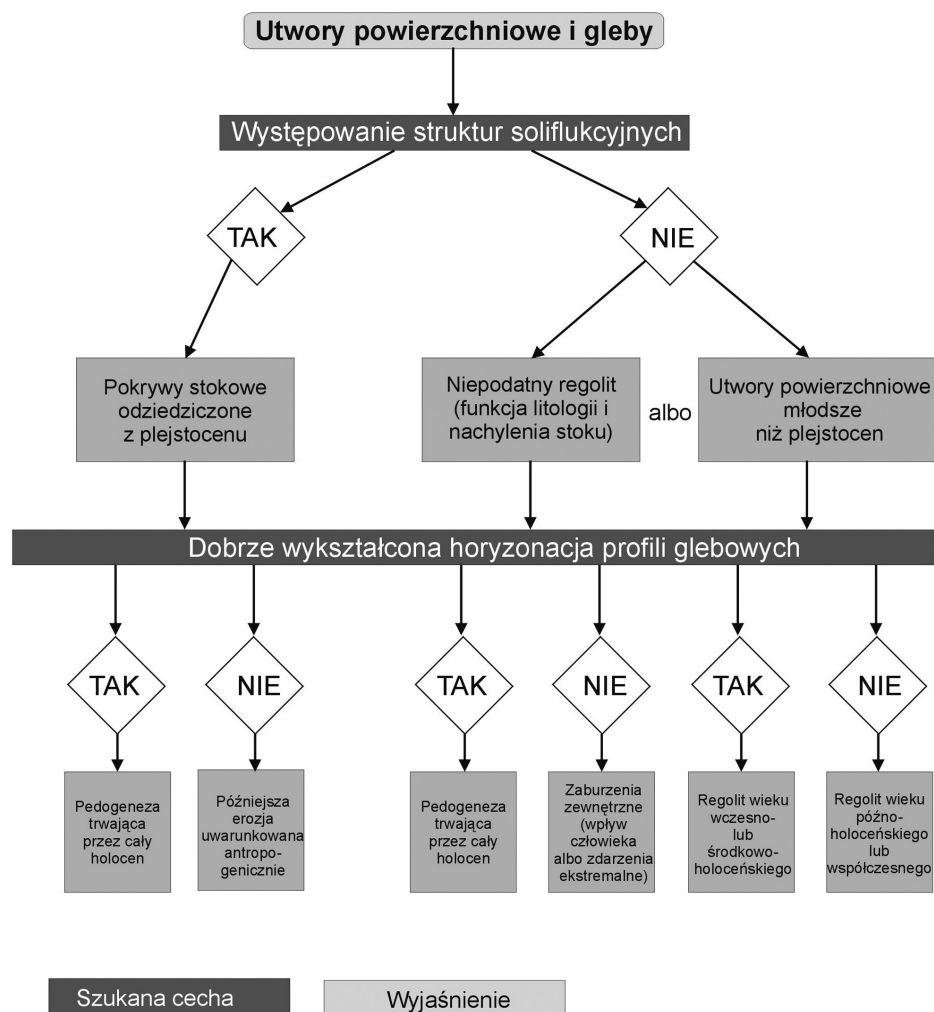 Utwory powierzchniowe i gleby
Występowanie struktur soliflukcyjnych
TAK
NIE
Pokrywy stokowe
odziedziczone
z plejstocenu
Niepodatny regolit
(funkcja litologii i
nachylenia stoku)
albo
Utwory powierzchniowe
młodsze
niż plejstocen
Dobrze wykształcona horyzonacja profili glebowych
TAK
NIE
TAK
NIE
TAK
NIE
Pedogeneza
trwająca
przez cały
holocen
Późniejsza
erozja
uwarunkowana
antropo-
genicznie
Pedogeneza
trwająca
przez cały
holocen
Zaburzenia
zewnętrzne
(wpływ
człowieka
albo zdarzenia
ekstremalne)
Regolit wieku
wczesno-
lub
środkowo-
holoceńskiego
Regolit wieku
późno-
holoceńskiego
lub
współczesnego
Szukana cecha
Wyjaśnienie